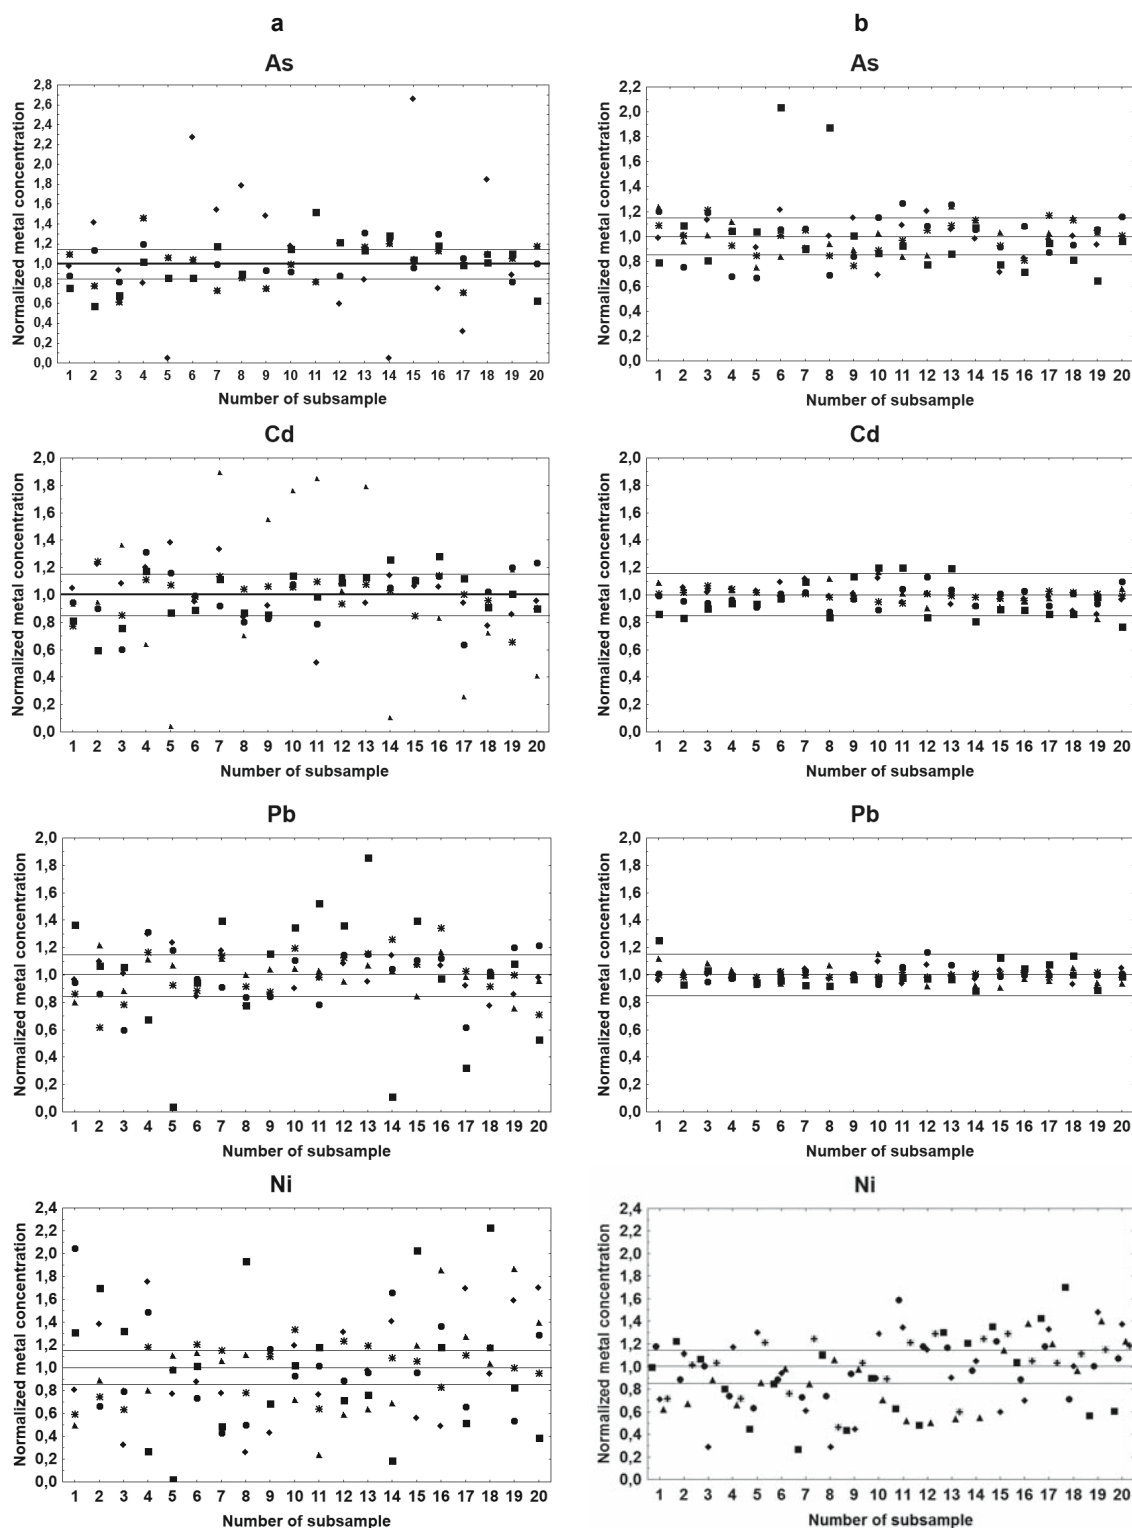 a
b
As
As
Normalized metal concentration
2,8
2,6
2,4
2,2
2,0
1,8
1,6
1,4
1,2
1,0
0,8
0,6
0,4
0,2
0,0
1 2 3 4 5 6 7 8 9 10 11 12 13 14 15 16 17 18 19 20
Number of subsample
Normalized metal concentration
2,2
2,0
1,8
1,6
1,4
1,2
1,0
0,8
0,6
0,4
0,2
0,0
1 2 3 4 5 6 7 8 9 10 11 12 13 14 15 16 17 18 19 20
Number of subsample
Cd
Cd
Normalized metal concentration
2,0
1,8
1,6
1,4
1,2
1,0
0,8
0,6
0,4
0,2
0,0
1 2 3 4 5 6 7 8 9 10 11 12 13 14 15 16 17 18 19 20
Number of subsample
Normalized metal concentration
2,0
1,8
1,6
1,4
1,2
1,0
0,8
0,6
0,4
0,2
0,0
1 2 3 4 5 6 7 8 9 10 11 12 13 14 15 16 17 18 19 20
Number of subsample
Pb
Pb
Normalized metal concentration
2,0
1,8
1,6
1,4
1,2
1,0
0,8
0,6
0,4
0,2
0,0
1 2 3 4 5 6 7 8 9 10 11 12 13 14 15 16 17 18 19 20
Number of subsample
Normalized metal concentration
2,0
1,8
1,6
1,4
1,2
1,0
0,8
0,6
0,4
0,2
0,0
1 2 3 4 5 6 7 8 9 10 11 12 13 14 15 16 17 18 19 20
Number of subsample
Ni
Ni
Normalized metal concentration
2,4
2,2
2,0
1,8
1,6
1,4
1,2
1,0
0,8
0,6
0,4
0,2
0,0
1 2 3 4 5 6 7 8 9 10 11 12 13 14 15 16 17 18 19 20
Number of subsample
Normalized metal concentration
2,4
2,2
2,0
1,8
1,6
1,4
1,2
1,0
0,8
0,6
0,4
0,2
0,0
1 2 3 4 5 6 7 8 9 10 11 12 13 14 15 16 17 18 19 20
Number of subsample